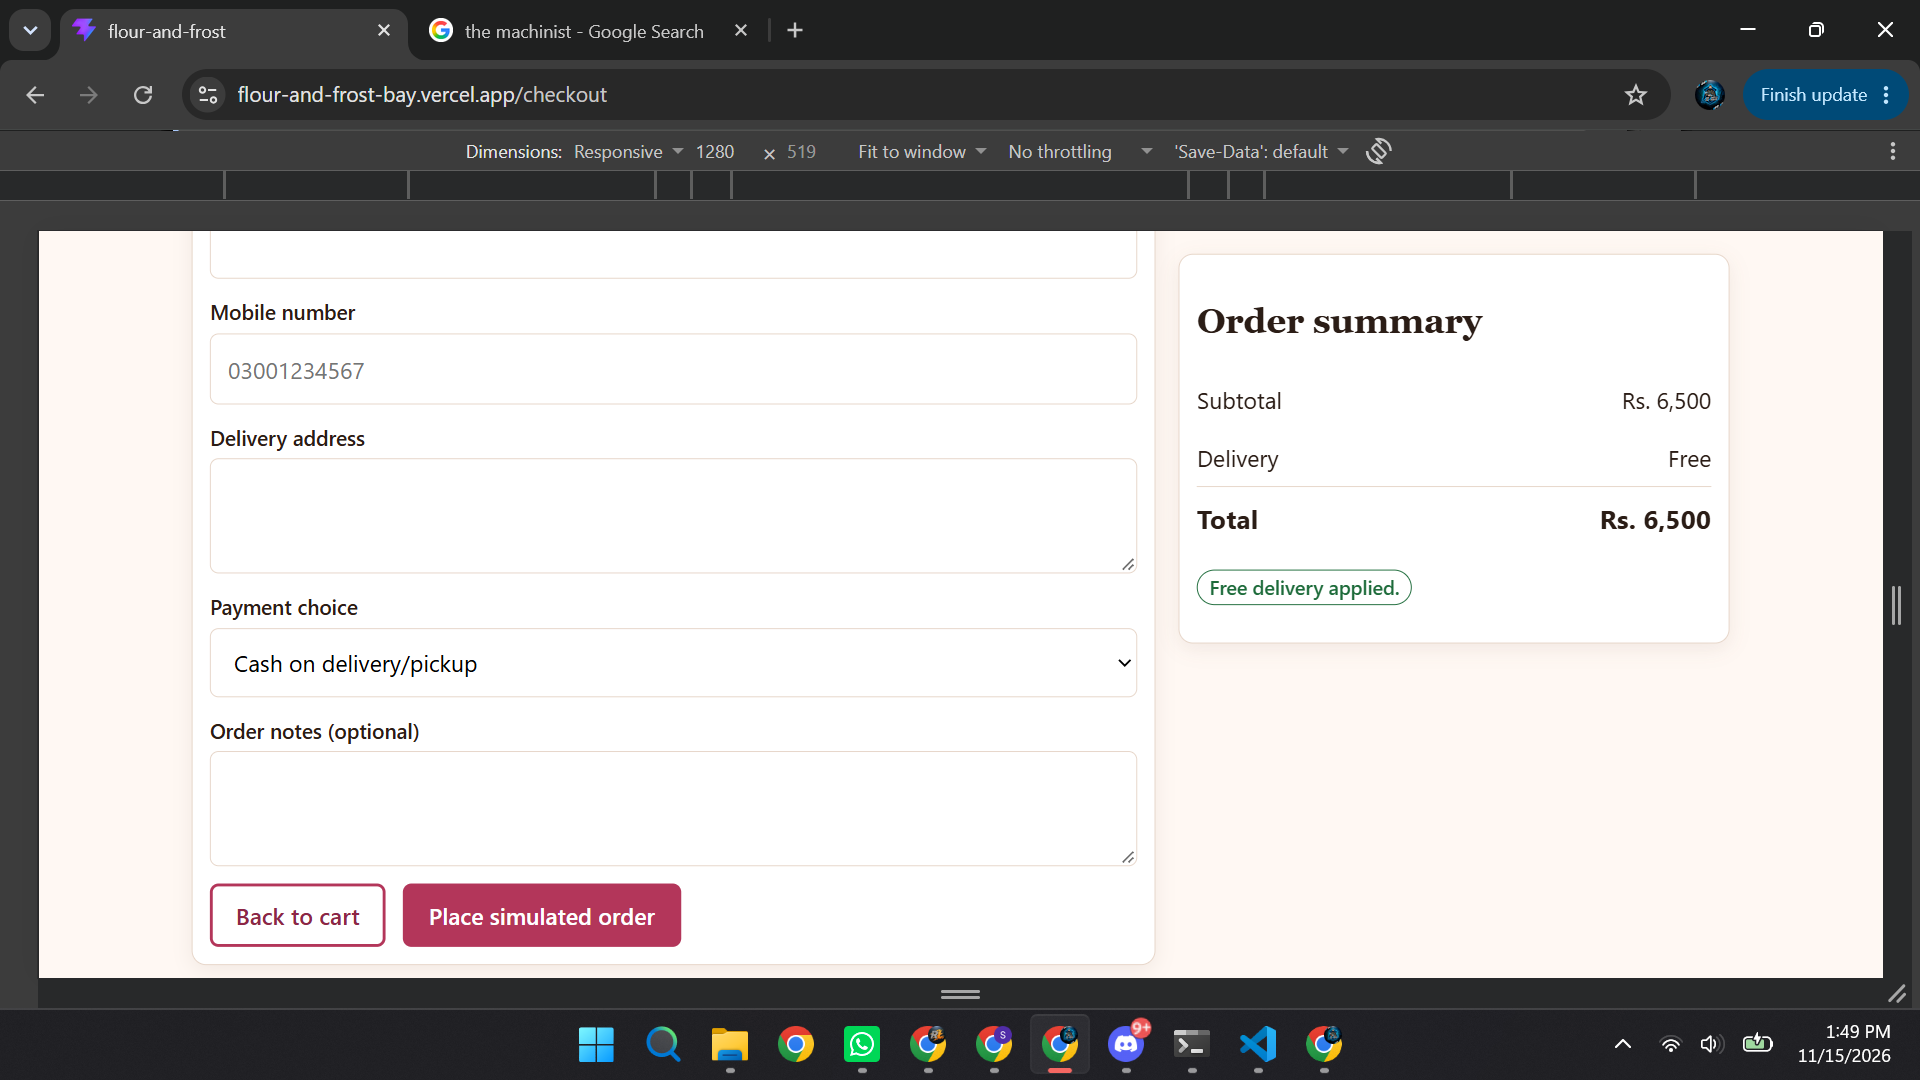 flour-and-frost
the machinist - Google Search
flour-and-frost-bay.vercel.app/checkout
Finish update
Dimensions: Responsive 1280 × 519 Fit to window No throttling 'Save-Data': default
Mobile number
03001234567
Delivery address
Payment choice
Cash on delivery/pickup
Order notes (optional)
Back to cart
Place simulated order
Order summary
Subtotal Rs. 6,500
Delivery Free
Total Rs. 6,500
Free delivery applied.
S
9+
1:49 PM
11/15/2026